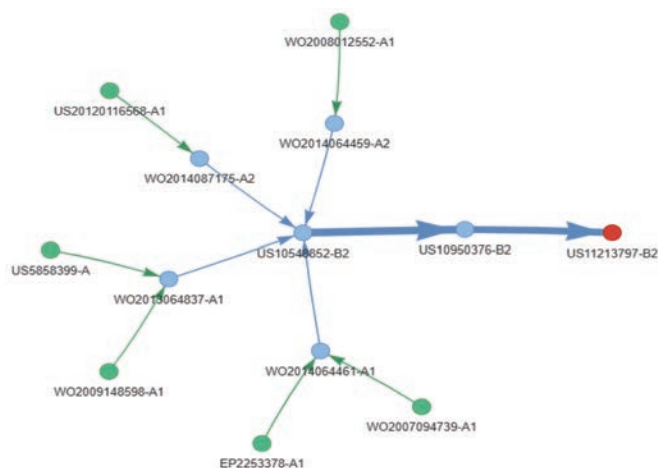 WO2008012552-A1
US20120116568-A1
WO2014064459-A2
WO2014087175-A2
US10549852-B2
US10950376-B2
US11213797-B2
US5858399-A
WO2013064837-A1
WO2014064461-A1
WO2009148598-A1
WO2007094739-A1
EP2253378-A1